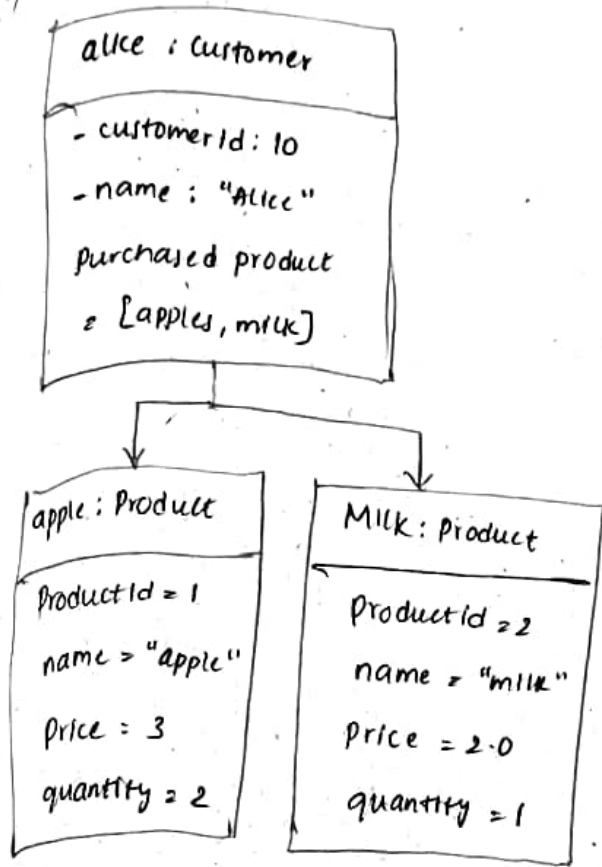 alice : Customer
- customerId: 10
- name : "Alice"
purchased product
= [apples, milk]
apple : Product
ProductId = 1
name = "apple"
Price = 3
quantity = 2
Milk : Product
ProductId = 2
name = "milk"
Price = 2.0
quantity = 1